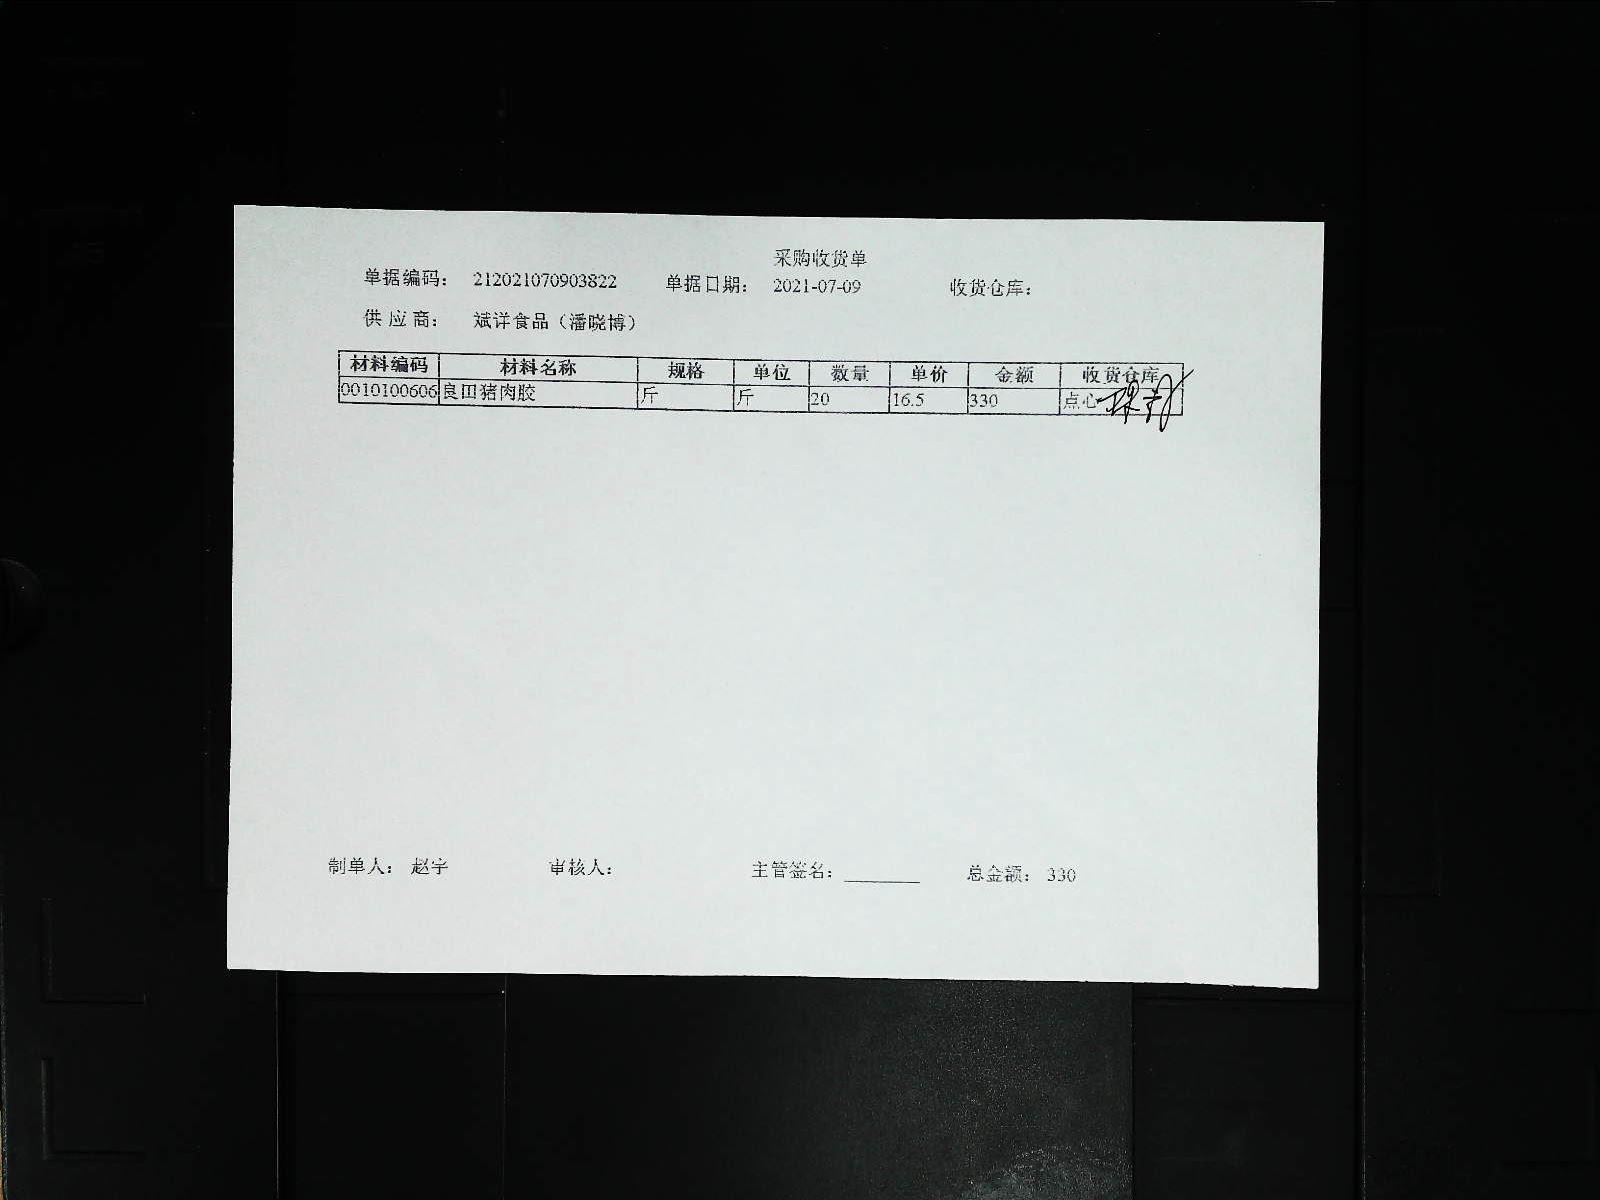 采购收货单
单据编码： 212021070903822 单据日期： 2021-07-09 收货仓库：
供应商： 斌洋食品（潘晓博）
材料编码 材料名称 规格 单位 数量 单价 金额 收货仓库
0010100606 良田猪肉胶 斤 斤 20 16.5 330 点心
制单人： 赵宇 审核人： 主管签名：________ 总金额： 330